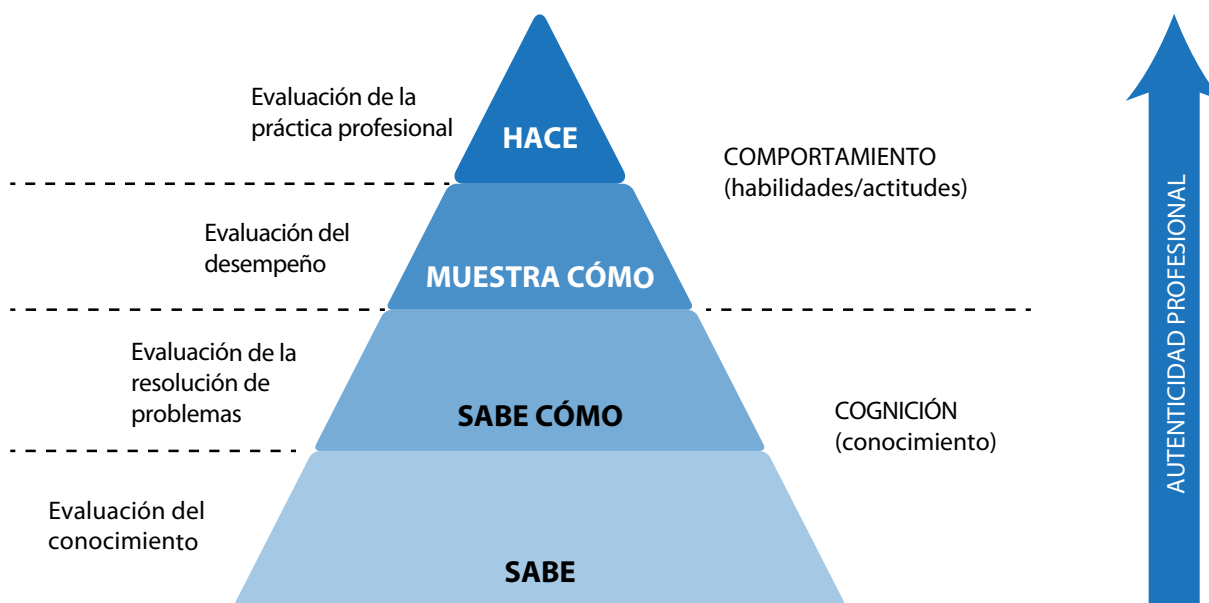 Evaluación de la
práctica profesional
HACE
COMPORTAMIENTO
(habilidades/actitudes)
Evaluación del
desempeño
MUESTRA CÓMO
Evaluación de la
resolución de
problemas
SABE CÓMO
COGNICIÓN
(conocimiento)
Evaluación del
conocimiento
SABE
AUTENTICIDAD PROFESIONAL